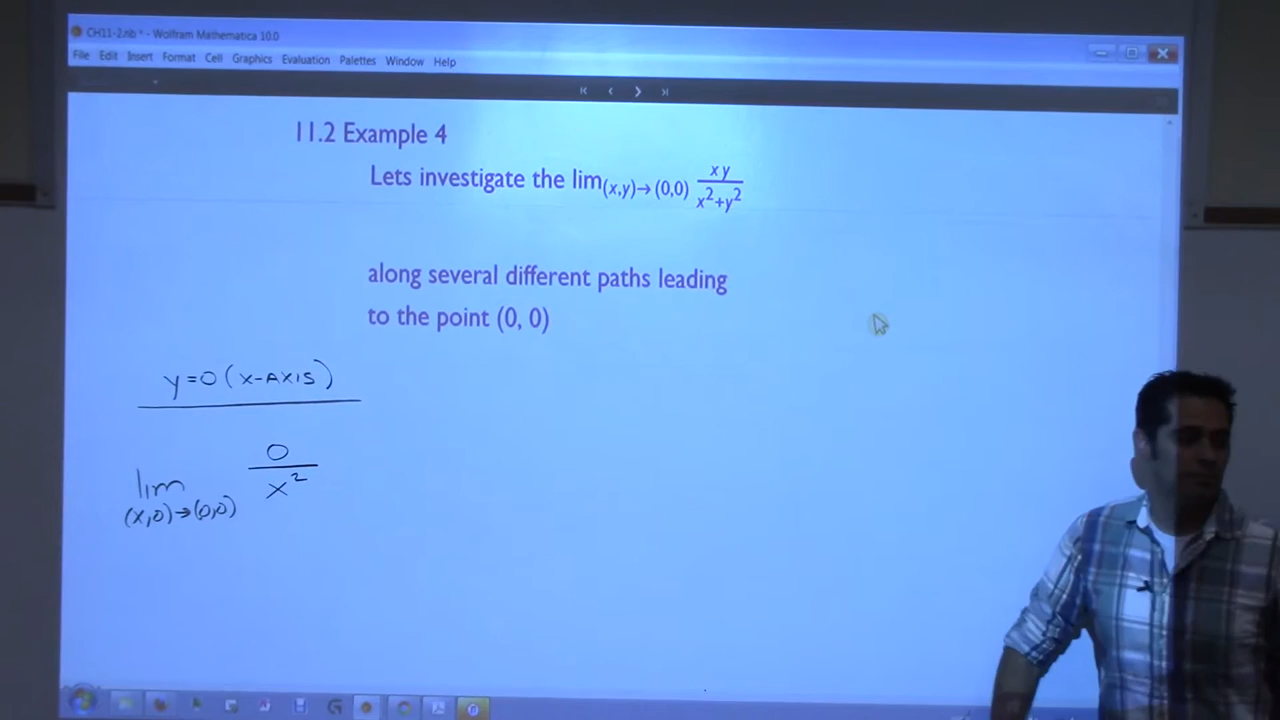 CH11-2.nb * - Wolfram Mathematica 10.0
File Edit Insert Format Cell Graphics Evaluation Palettes Window Help
11.2 Example 4
Lets investigate the lim(x,y)→(0,0) xy/x²+y²
along several different paths leading
to the point (0, 0)
y=0 (X-AXIS)
lim (x,0)→(0,0) 0/x²